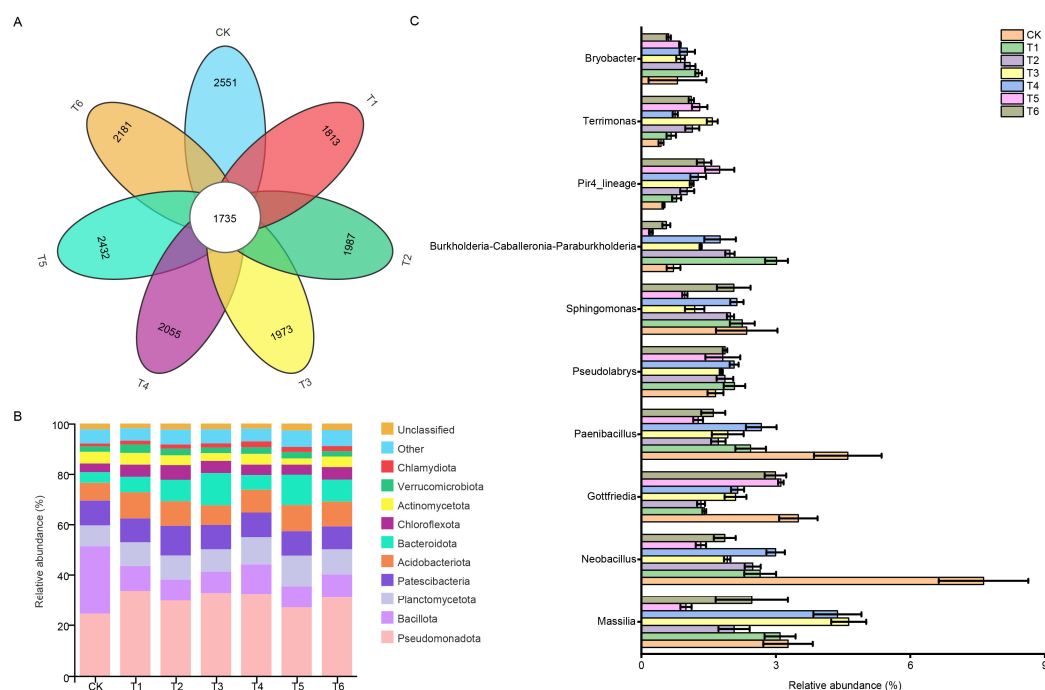 A
CK
2551
T1
1813
T2
1987
T3
1973
T4
2055
T5
2432
T6
2181
1735
B
Relative abundance (%)
100
80
60
40
20
0
CK T1 T2 T3 T4 T5 T6
Unclassified
Other
Chlamydiota
Verrucomicrobiota
Actinomycetota
Chloroflexota
Bacteroidota
Acidobacteriota
Patescibacteria
Planctomycetota
Bacillota
Pseudomonadota
C
Bryobacter
Terrimonas
Pir4_lineage
Burkholderia-Caballeronia-Paraburkholderia
Sphingomonas
Pseudolabrys
Paenibacillus
Gottfriedia
Neobacillus
Massilia
0 3 6 9
Relative abundance (%)
CK
T1
T2
T3
T4
T5
T6